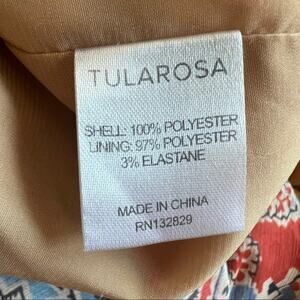 TULAROSA
SHELL: 100% POLYESTER
LINING: 97% POLYESTER
3% ELASTANE
MADE IN CHINA
RN132829